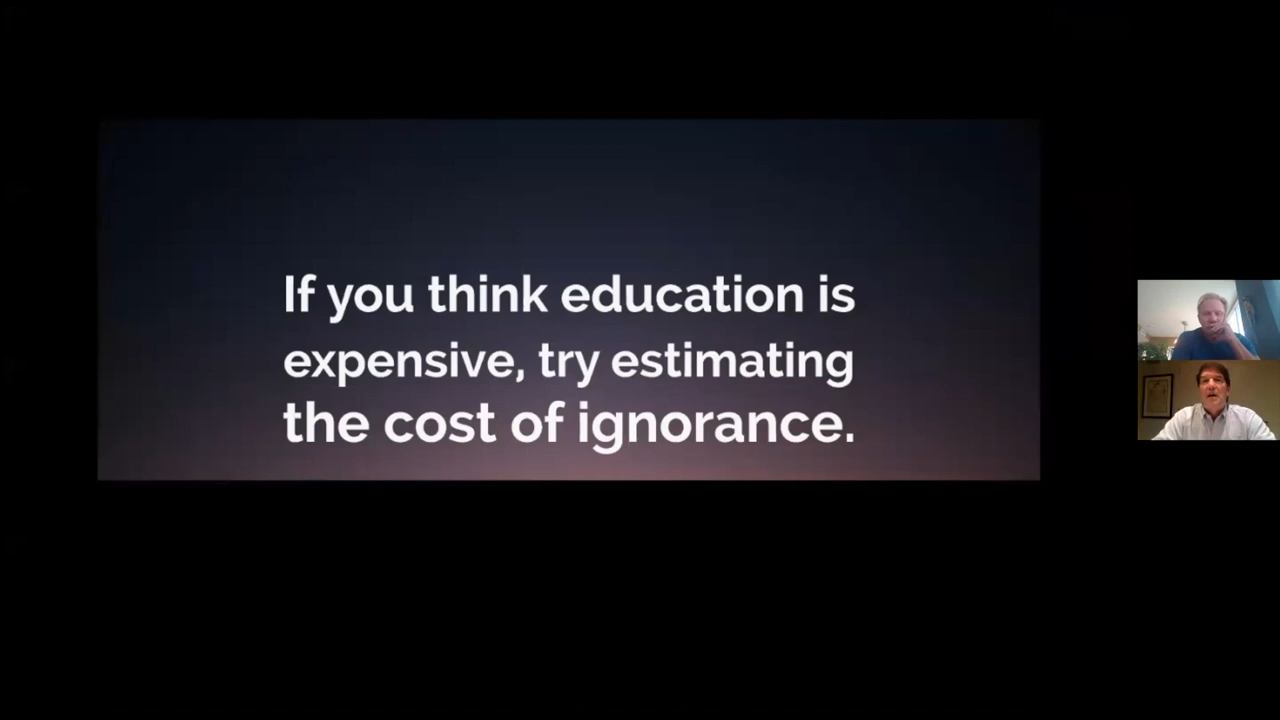 If you think education is
expensive, try estimating
the cost of ignorance.